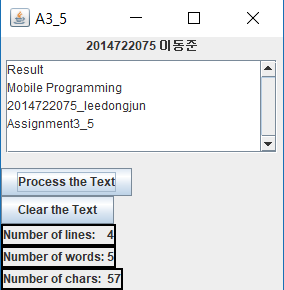 A3_5
2014722075 이동준
Result
Mobile Programming
2014722075_leedongjun
Assignment3_5
Process the Text
Clear the Text
Number of lines: 4
Number of words: 5
Number of chars: 57